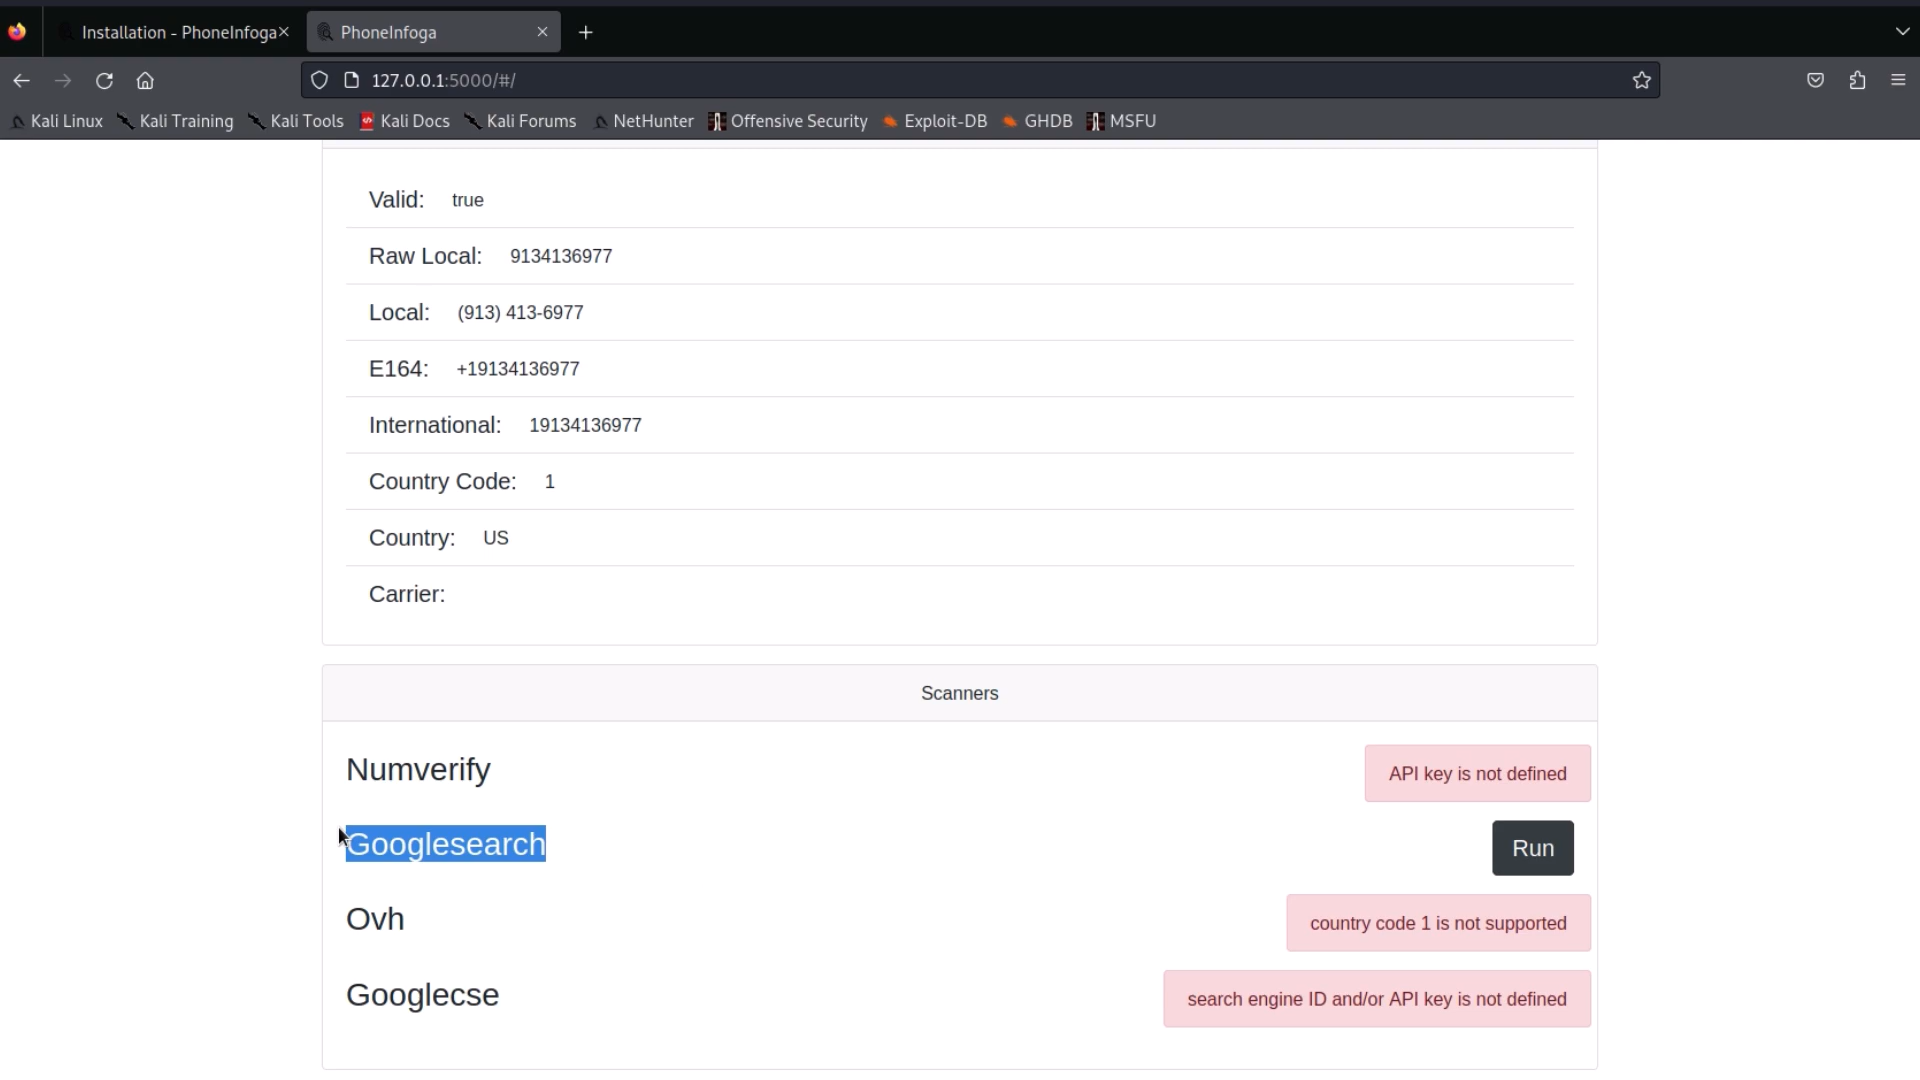 Installation - PhoneInfoga
PhoneInfoga
127.0.0.1:5000/#/
Kali Linux Kali Training Kali Tools Kali Docs Kali Forums NetHunter Offensive Security Exploit-DB GHDB MSFU
Valid: true
Raw Local: 9134136977
Local: (913) 413-6977
E164: +19134136977
International: 19134136977
Country Code: 1
Country: US
Carrier:
Scanners
Numverify API key is not defined
Googlesearch Run
Ovh country code 1 is not supported
Googlecse search engine ID and/or API key is not defined